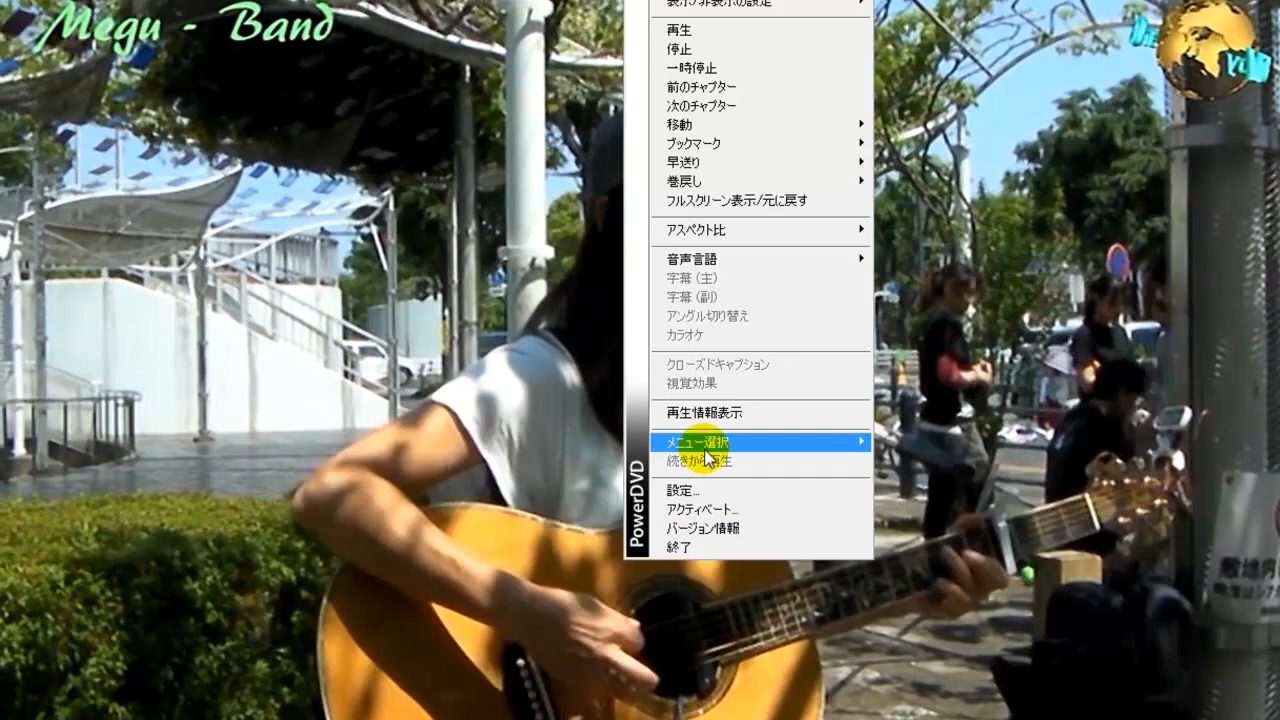 Megu - Band
表示/非表示の設定
再生
停止
一時停止
前のチャプター
次のチャプター
移動
ブックマーク
早送り
巻戻し
フルスクリーン表示/元に戻す
アスペクト比
音声言語
字幕 (主)
字幕 (副)
アングル切り替え
カラオケ
クローズドキャプション
視覚効果
再生情報表示
メニュー選択
続きから再生
設定...
アクティベート...
バージョン情報
終了
PowerDVD